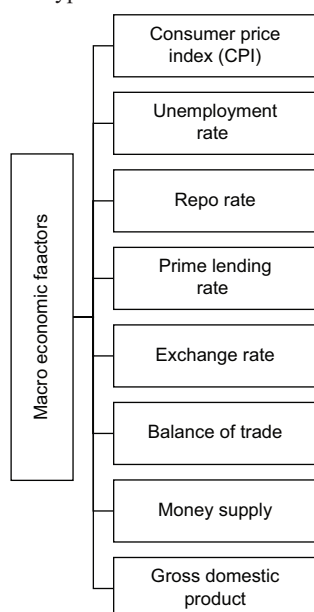 Consumer price
index (CPI)
Unemployment
rate
Repo rate
Prime lending
rate
Macro economic faactors
Exchange rate
Balance of trade
Money supply
Gross domestic
product